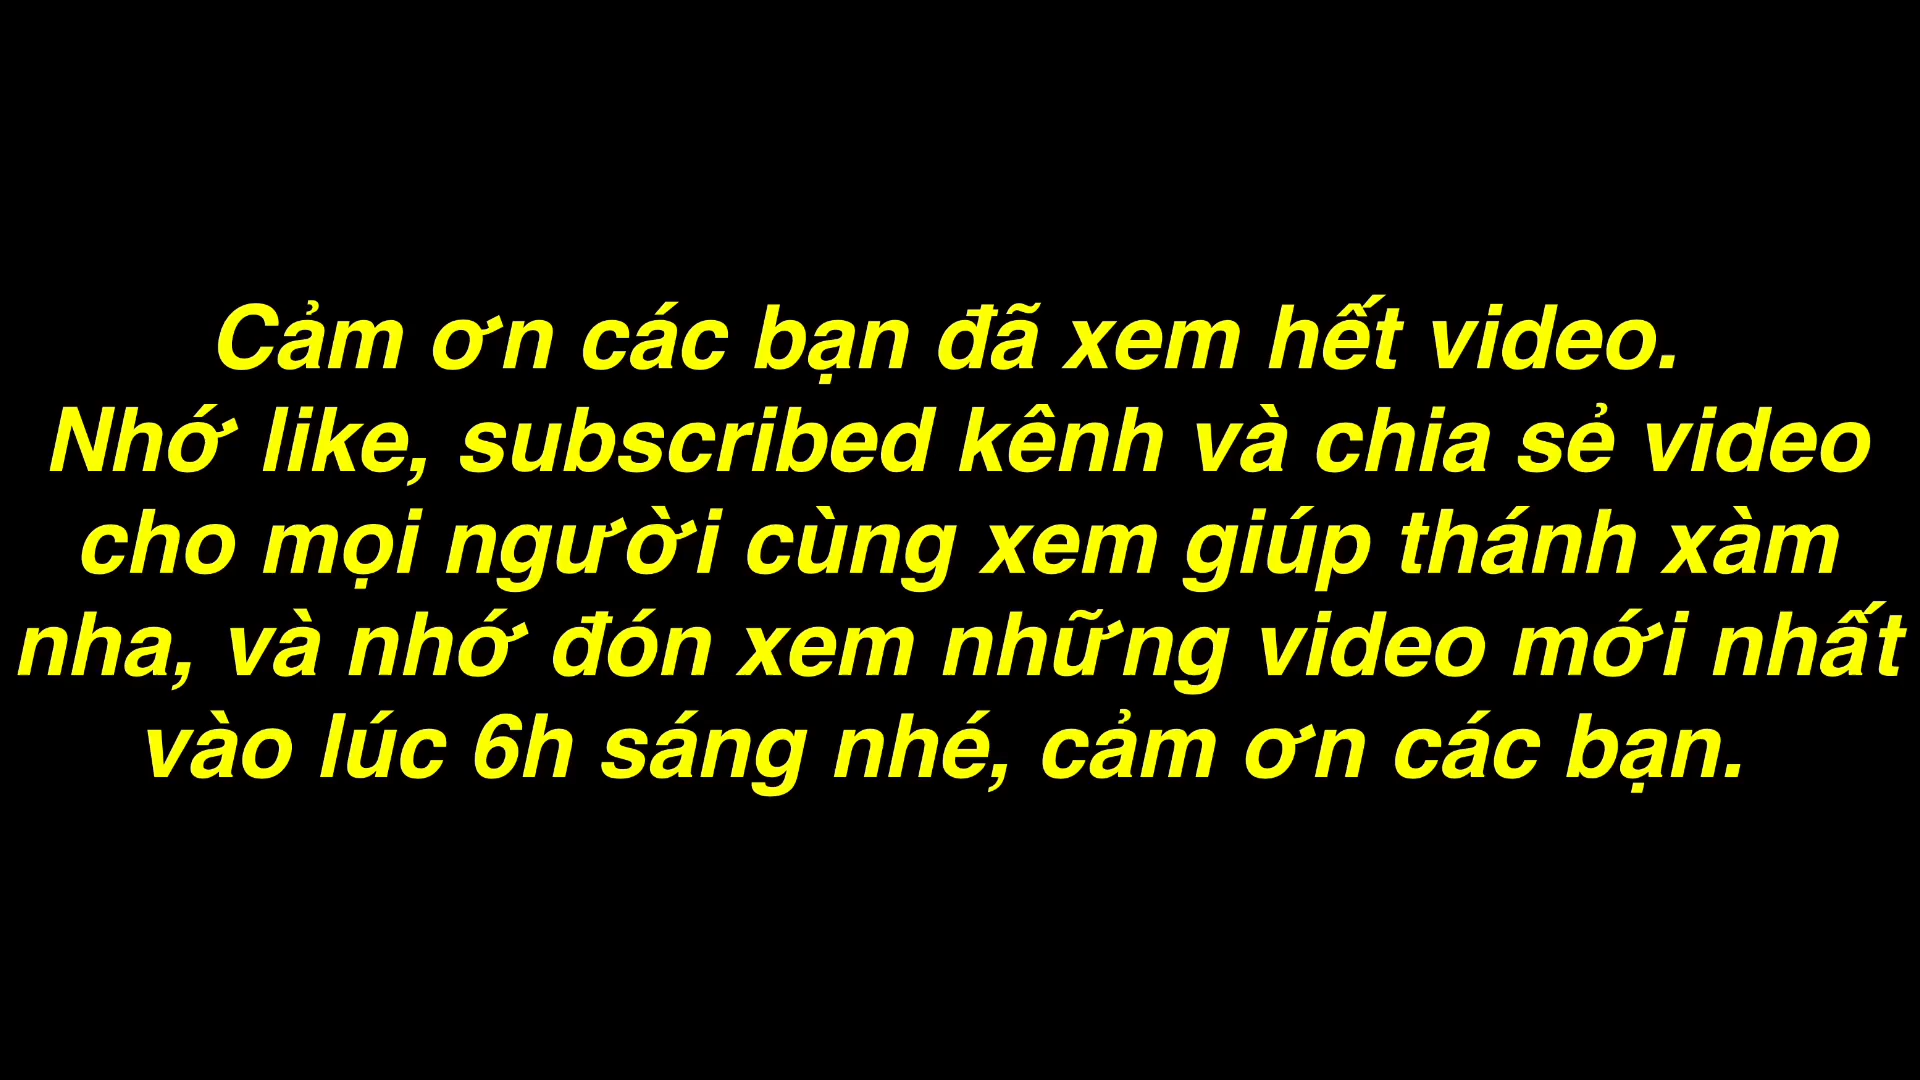 Cảm ơn các bạn đã xem hết video.
Nhớ like, subscribed kênh và chia sẻ video
cho mọi người cùng xem giúp thánh xàm
nha, và nhớ đón xem những video mới nhất
vào lúc 6h sáng nhé, cảm ơn các bạn.